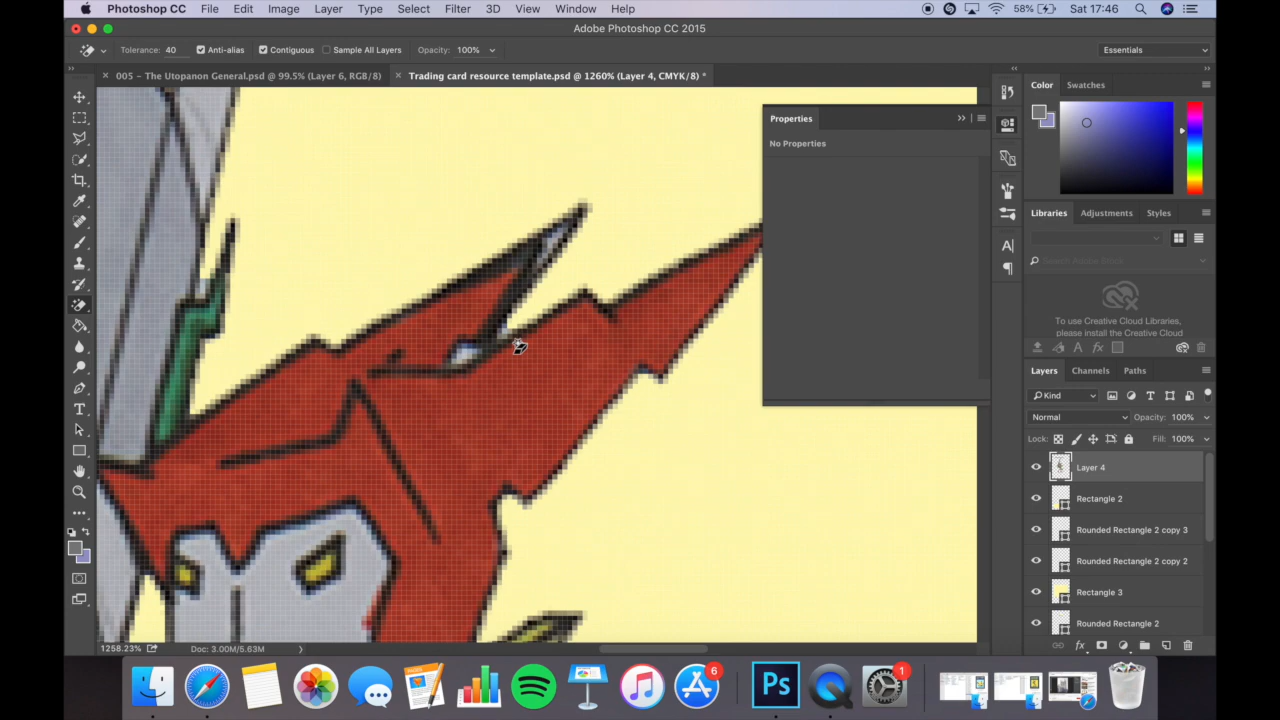 Photoshop CC File Edit Image Layer Type Select Filter 3D View Window Help 58% Sat 17:46
Adobe Photoshop CC 2015
Tolerance: 40 Anti-alias Contiguous Sample All Layers Opacity: 100% Essentials
005 – The Utopanon General.psd @ 99.5% (Layer 6, RGB/8) Trading card resource template.psd @ 1260% (Layer 4, CMYK/8) *
Color Swatches
Properties
No Properties
Libraries Adjustments Styles
To use Creative Cloud Libraries,
please install the Creative Cloud
Layers Channels Paths
Kind
Normal Opacity: 100%
Lock: Fill: 100%
Layer 4
Rectangle 2
Rounded Rectangle 2 copy 3
Rounded Rectangle 2 copy 2
Rectangle 3
Rounded Rectangle 2
1258.23% Doc: 3.00M/5.63M
6
1
Ps